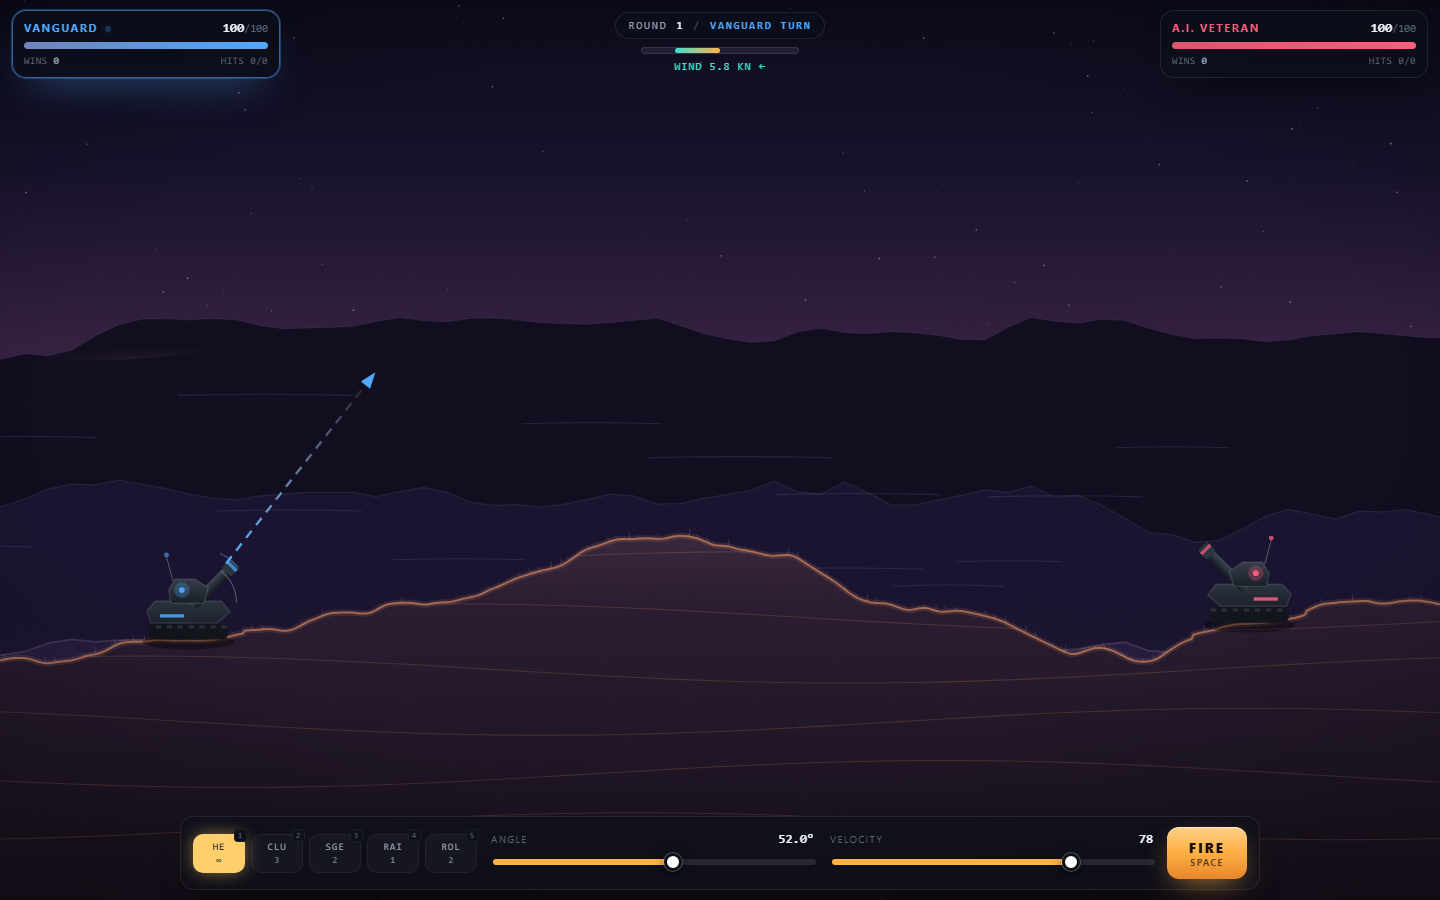 VANGUARD 100/100
WINS 0 HITS 0/0
ROUND 1 / VANGUARD TURN
WIND 5.8 KN ←
A.I. VETERAN 100/100
WINS 0 HITS 0/0
1 2 3 4 5
HE CLU SGE RAI ROL
∞ 3 2 1 2
ANGLE 52.0° VELOCITY 78
FIRE
SPACE